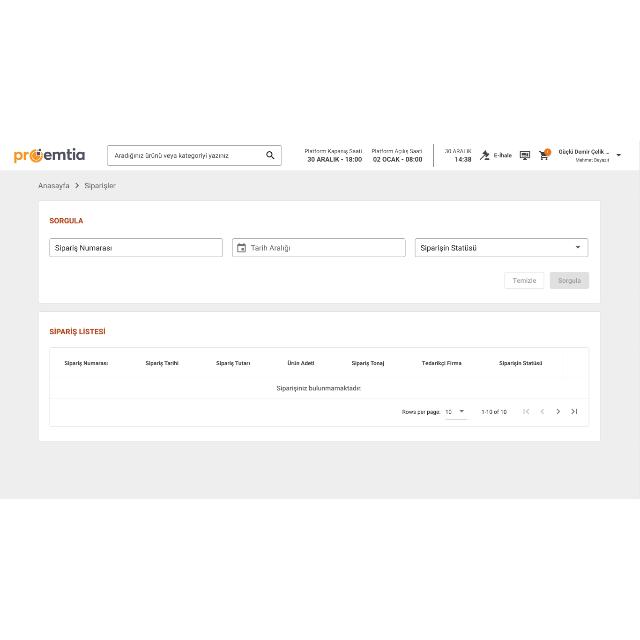 proemtia
Aradığınız ürünü veya kategoriyi yazınız
Platform Kapanış Saati
30 ARALIK - 18:00
Platform Açılış Saati
02 OCAK - 08:00
30 ARALIK
14:38
E-ihale
1
Güçlü Demir Çelik ...
Mehmet Beyazıt
Anasayfa > Siparişler
SORGULA
Sipariş Numarası
Tarih Aralığı
Siparişin Statüsü
Temizle
Sorgula
SİPARİŞ LİSTESİ
Sipariş Numarası Sipariş Tarihi Sipariş Tutarı Ürün Adeti Sipariş Tonaj Tedarikçi Firma Siparişin Statüsü
Siparişiniz bulunmamaktadır.
Rows per page: 10 1-10 of 10